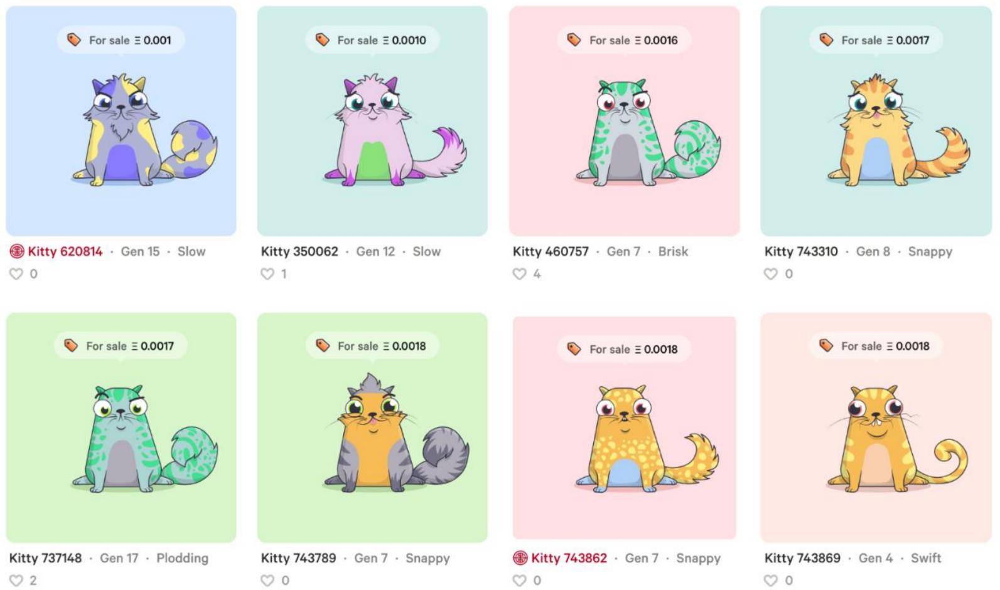 For sale Ξ 0.001
For sale Ξ 0.0010
For sale Ξ 0.0016
For sale Ξ 0.0017
Kitty 620814 · Gen 15 · Slow
0
Kitty 350062 · Gen 12 · Slow
1
Kitty 460757 · Gen 7 · Brisk
4
Kitty 743310 · Gen 8 · Snappy
0
For sale Ξ 0.0017
For sale Ξ 0.0018
For sale Ξ 0.0018
For sale Ξ 0.0018
Kitty 737148 · Gen 17 · Plodding
2
Kitty 743789 · Gen 7 · Snappy
0
Kitty 743862 · Gen 7 · Snappy
0
Kitty 743869 · Gen 4 · Swift
0